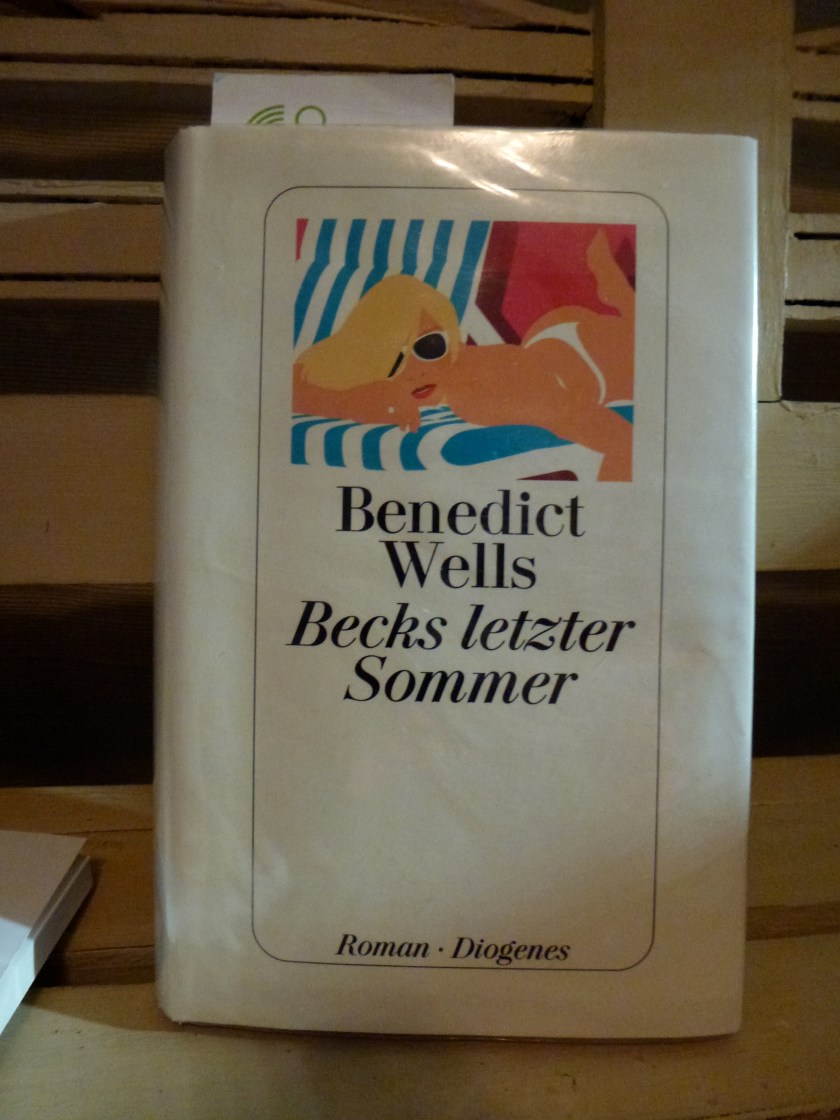 Benedict
Wells
Becks letzter
Sommer
Roman · Diogenes